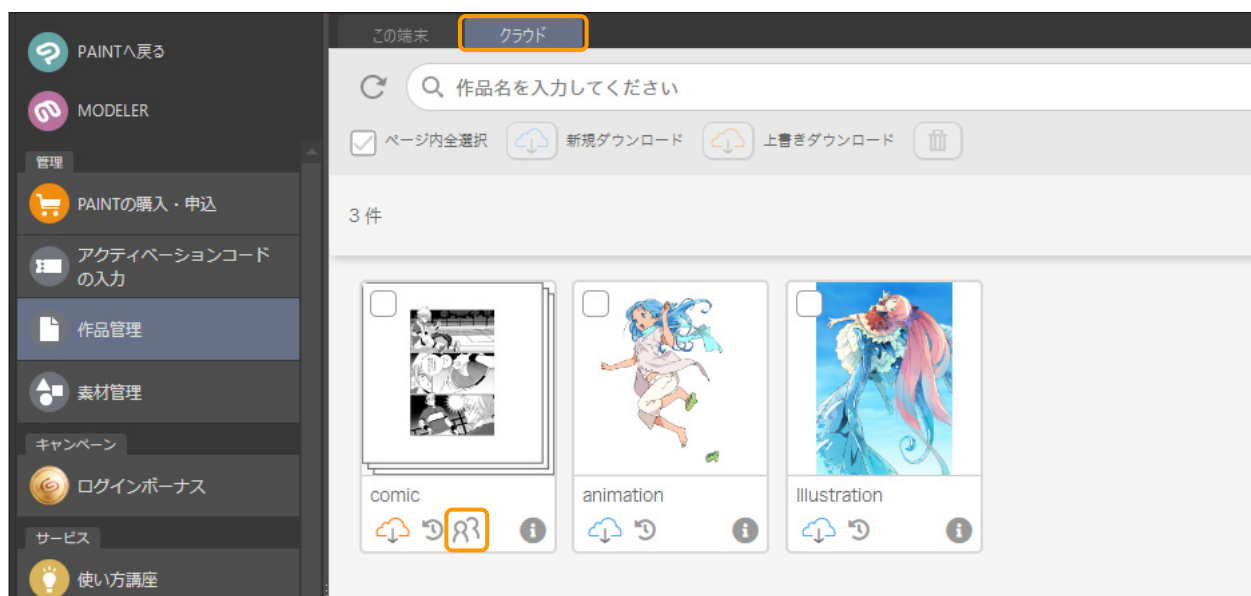 PAINTへ戻る
MODELER
管理
PAINTの購入・申込
アクティベーションコード
の入力
作品管理
素材管理
キャンペーン
ログインボーナス
サービス
使い方講座
この端末
クラウド
作品名を入力してください
ページ内全選択
新規ダウンロード
上書きダウンロード
3 件
comic
animation
Illustration